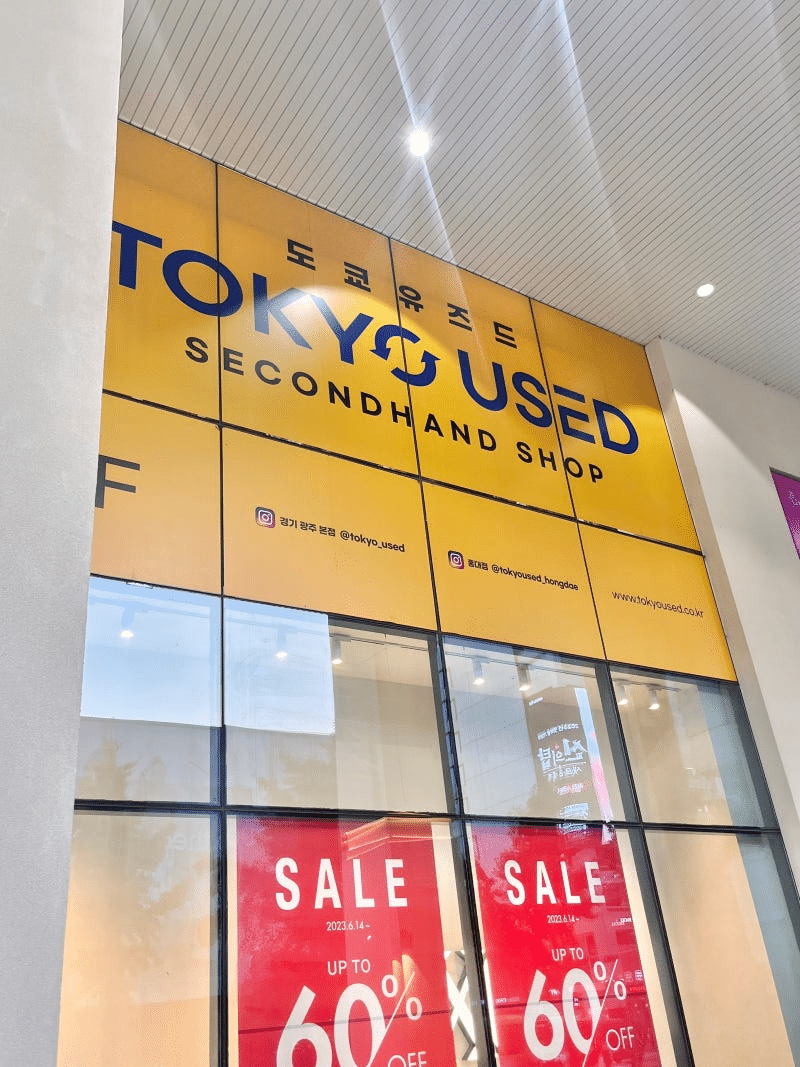 도쿄유즈드
TOKYO USED
SECONDHAND SHOP
F
경기 광주 본점 @tokyo_used
홍대점 @tokyoused_hongdae
www.tokyoused.co.kr
SALE
2023.6.14~
UP TO
60%
OFF
SALE
2023.6.14~
UP TO
60%
OFF